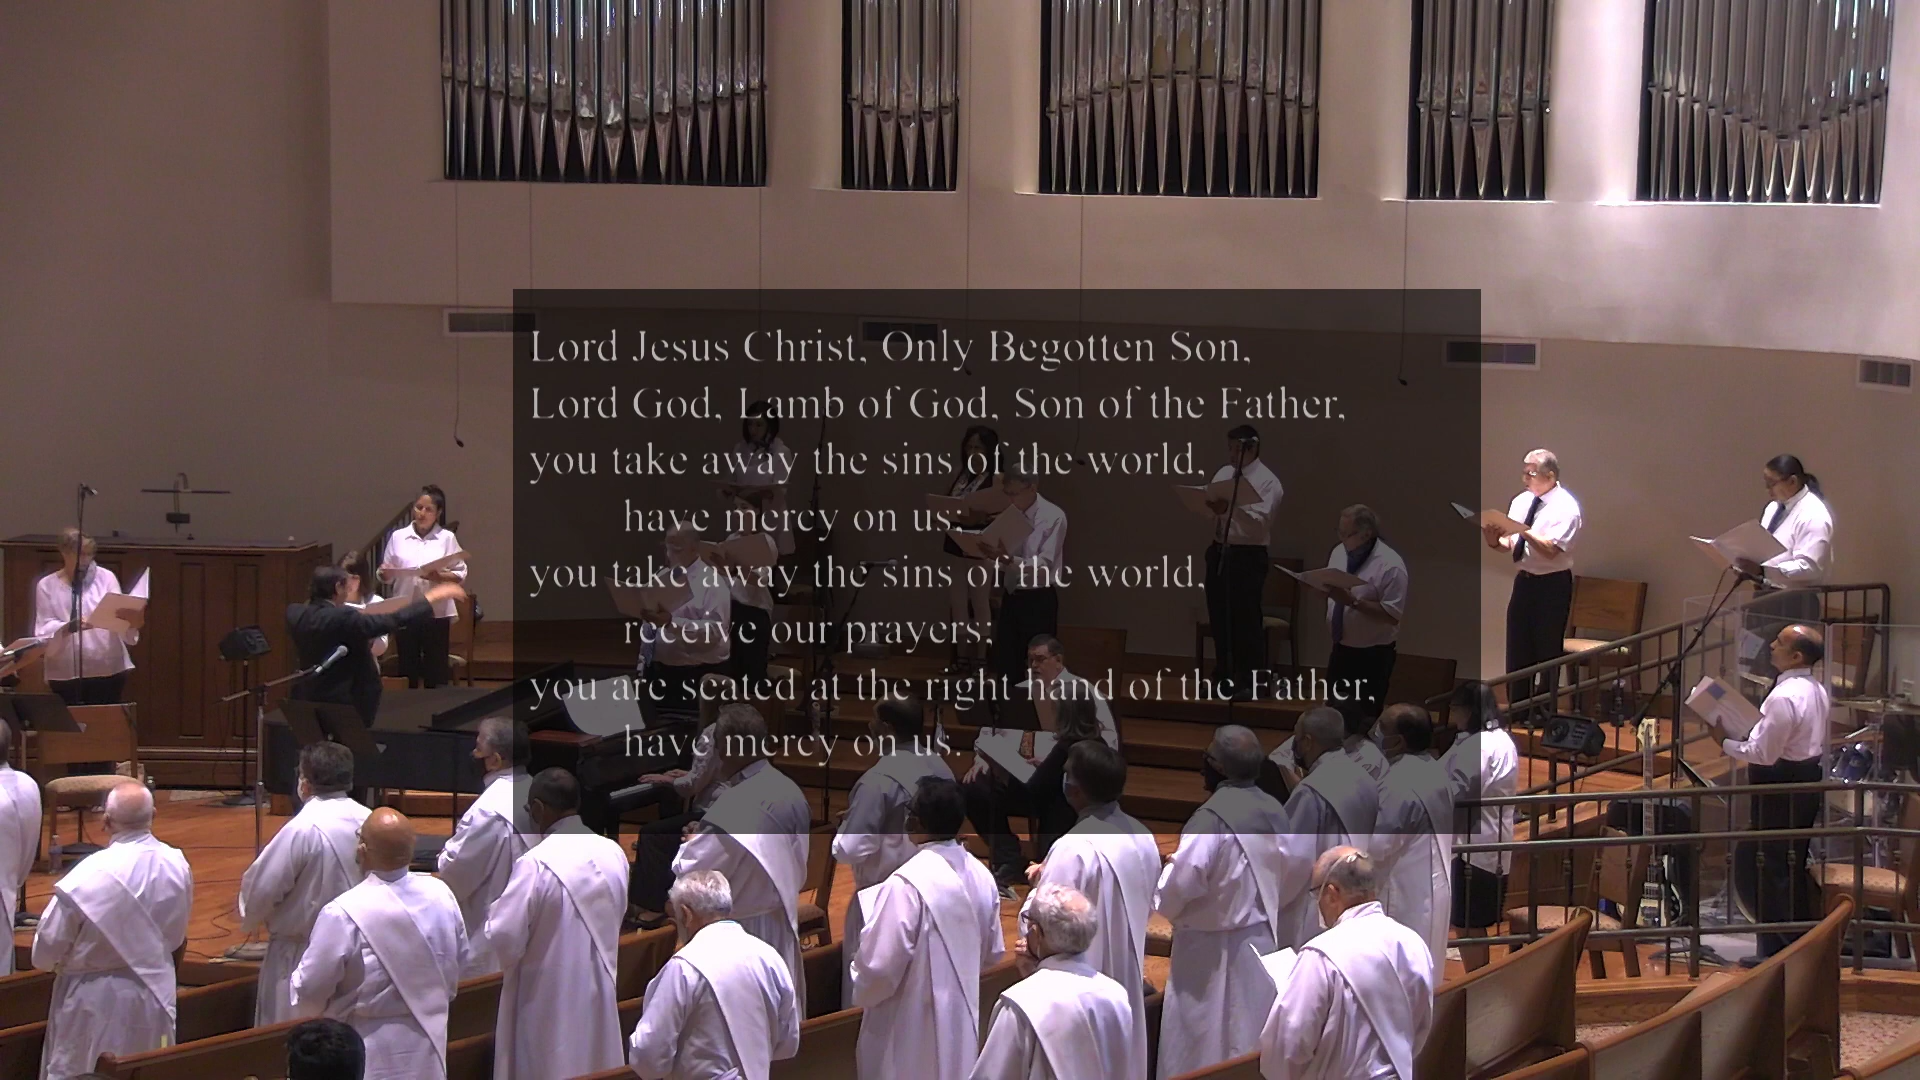 Lord Jesus Christ, Only Begotten Son,
Lord God, Lamb of God, Son of the Father,
you take away the sins of the world,
have mercy on us;
you take away the sins of the world,
receive our prayers;
you are seated at the right hand of the Father,
have mercy on us.